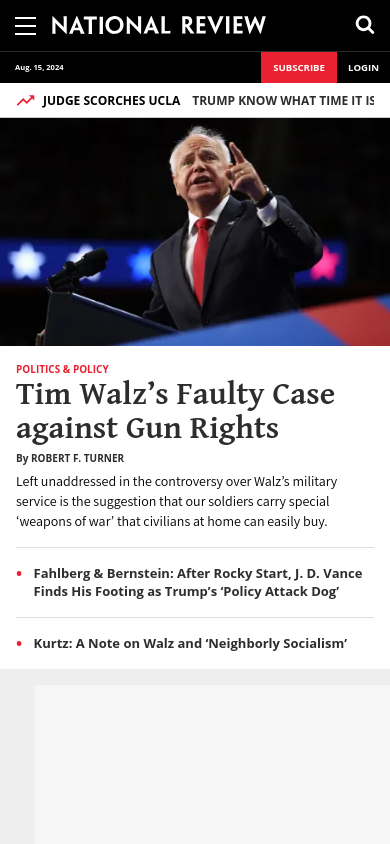 NATIONAL REVIEW
Aug. 15, 2024
SUBSCRIBE
LOGIN
JUDGE SCORCHES UCLA TRUMP KNOW WHAT TIME IT IS
POLITICS & POLICY
Tim Walz’s Faulty Case
against Gun Rights
By ROBERT F. TURNER
Left unaddressed in the controversy over Walz’s military
service is the suggestion that our soldiers carry special
‘weapons of war’ that civilians at home can easily buy.
Fahlberg & Bernstein: After Rocky Start, J. D. Vance
Finds His Footing as Trump’s ‘Policy Attack Dog’
Kurtz: A Note on Walz and ‘Neighborly Socialism’